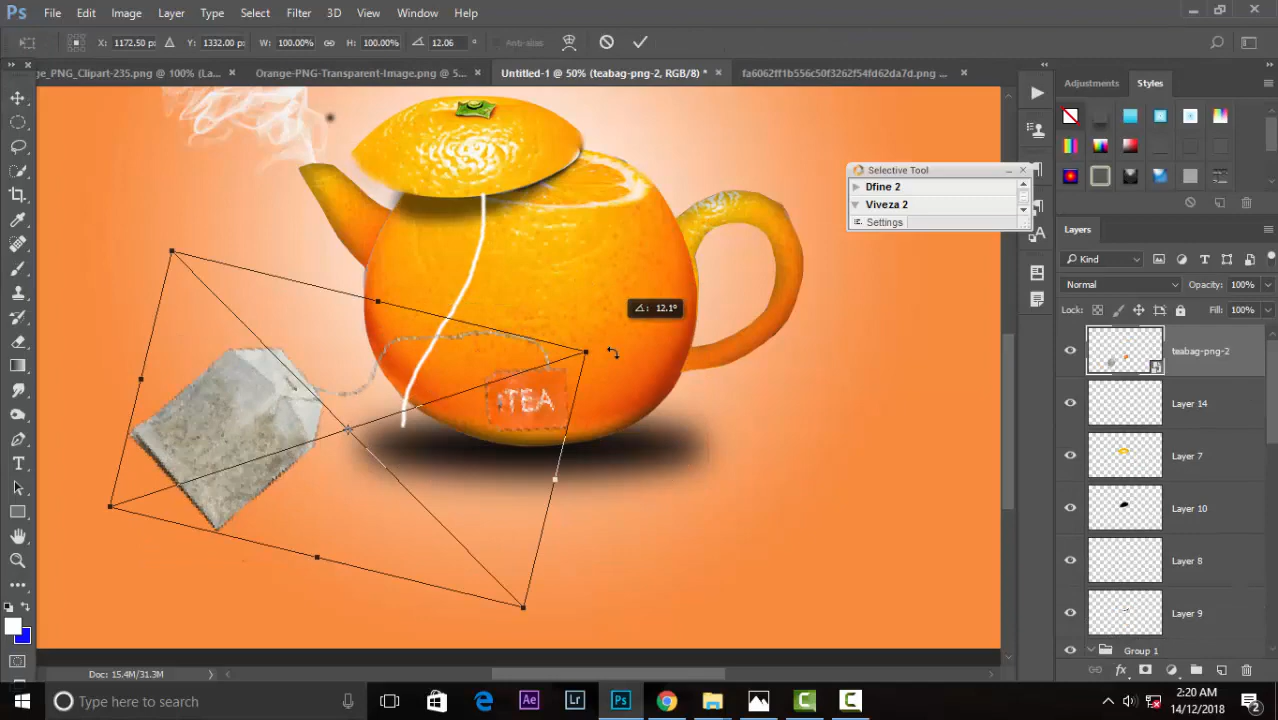 Ps File Edit Image Layer Type Select Filter 3D View Window Help
X: 1172.50 px Y: 1332.00 px W: 100.00% H: 100.00% 12.06 ° Anti-alias
ge_PNG_Clipart-235.png @ 100% (La... × Orange-PNG-Transparent-Image.png @ 5... × Untitled-1 @ 50% (teabag-png-2, RGB/8) * × fa6062ff1b556c50f3262f54fd62da7d.png ... ×
Adjustments Styles
Selective Tool
Dfine 2
Viveza 2
Settings
Layers
Kind
Normal Opacity: 100%
Lock: Fill: 100%
12.1°
TEA
teabag-png-2
Layer 14
Layer 7
Layer 10
Layer 8
Layer 9
Group 1
Doc: 15.4M/31.3M
Type here to search
Ae Lr Ps
2:20 AM
14/12/2018
2